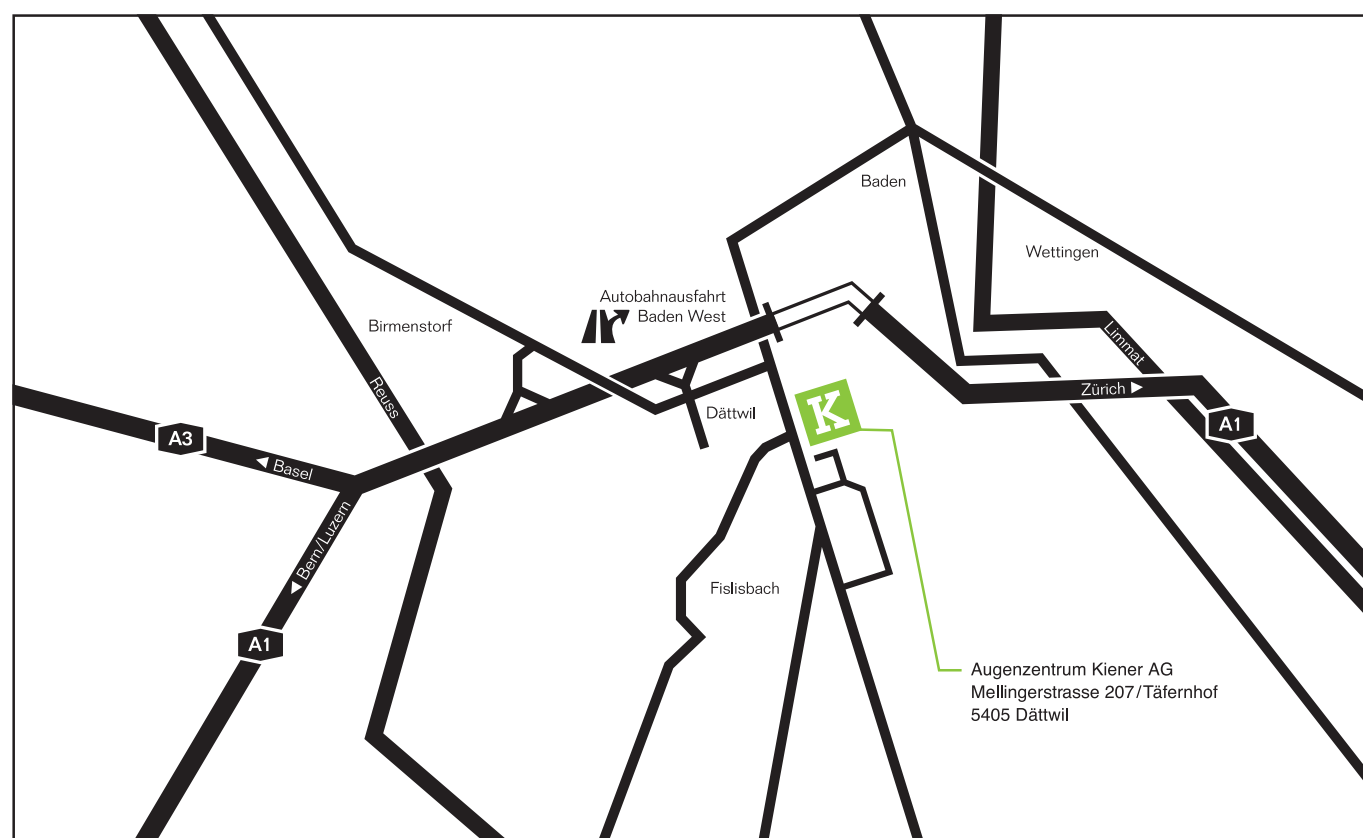 Baden
Wettingen
Autobahnausfahrt
Baden West
Birmenstorf
Limmat
Reuss
Zürich ►
K
Dättwil
A1
A3
◄ Basel
◄ Bern/Luzern
Fislisbach
A1
Augenzentrum Kiener AG
Mellingerstrasse 207/Täfernhof
5405 Dättwil